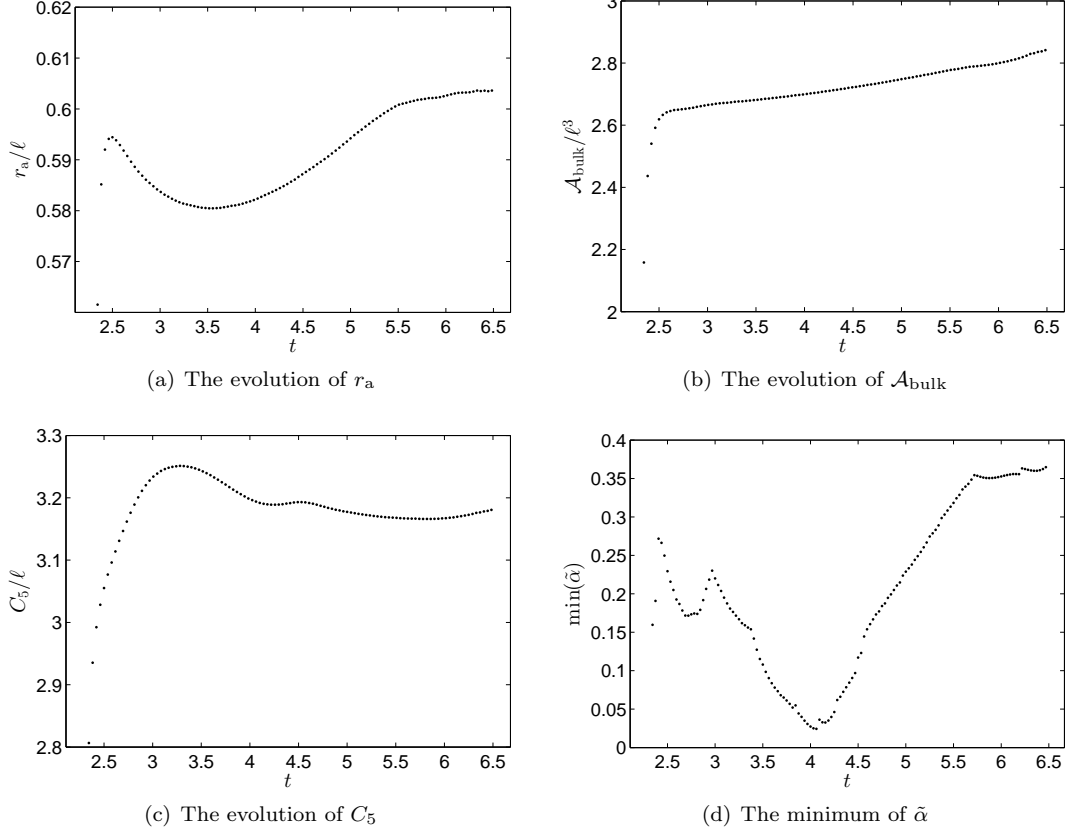 0.62
0.61
0.6
0.59
0.58
0.57
r_a/ℓ
2.5 3 3.5 4 4.5 5 5.5 6 6.5
t
(a) The evolution of r_a
3
2.8
2.6
2.4
2.2
2
𝒜_bulk/ℓ³
2.5 3 3.5 4 4.5 5 5.5 6 6.5
t
(b) The evolution of 𝒜_bulk
3.3
3.2
3.1
3
2.9
2.8
C₅/ℓ
2.5 3 3.5 4 4.5 5 5.5 6 6.5
t
(c) The evolution of C₅
0.4
0.35
0.3
0.25
0.2
0.15
0.1
0.05
0
min(α̃)
2.5 3 3.5 4 4.5 5 5.5 6 6.5
t
(d) The minimum of α̃